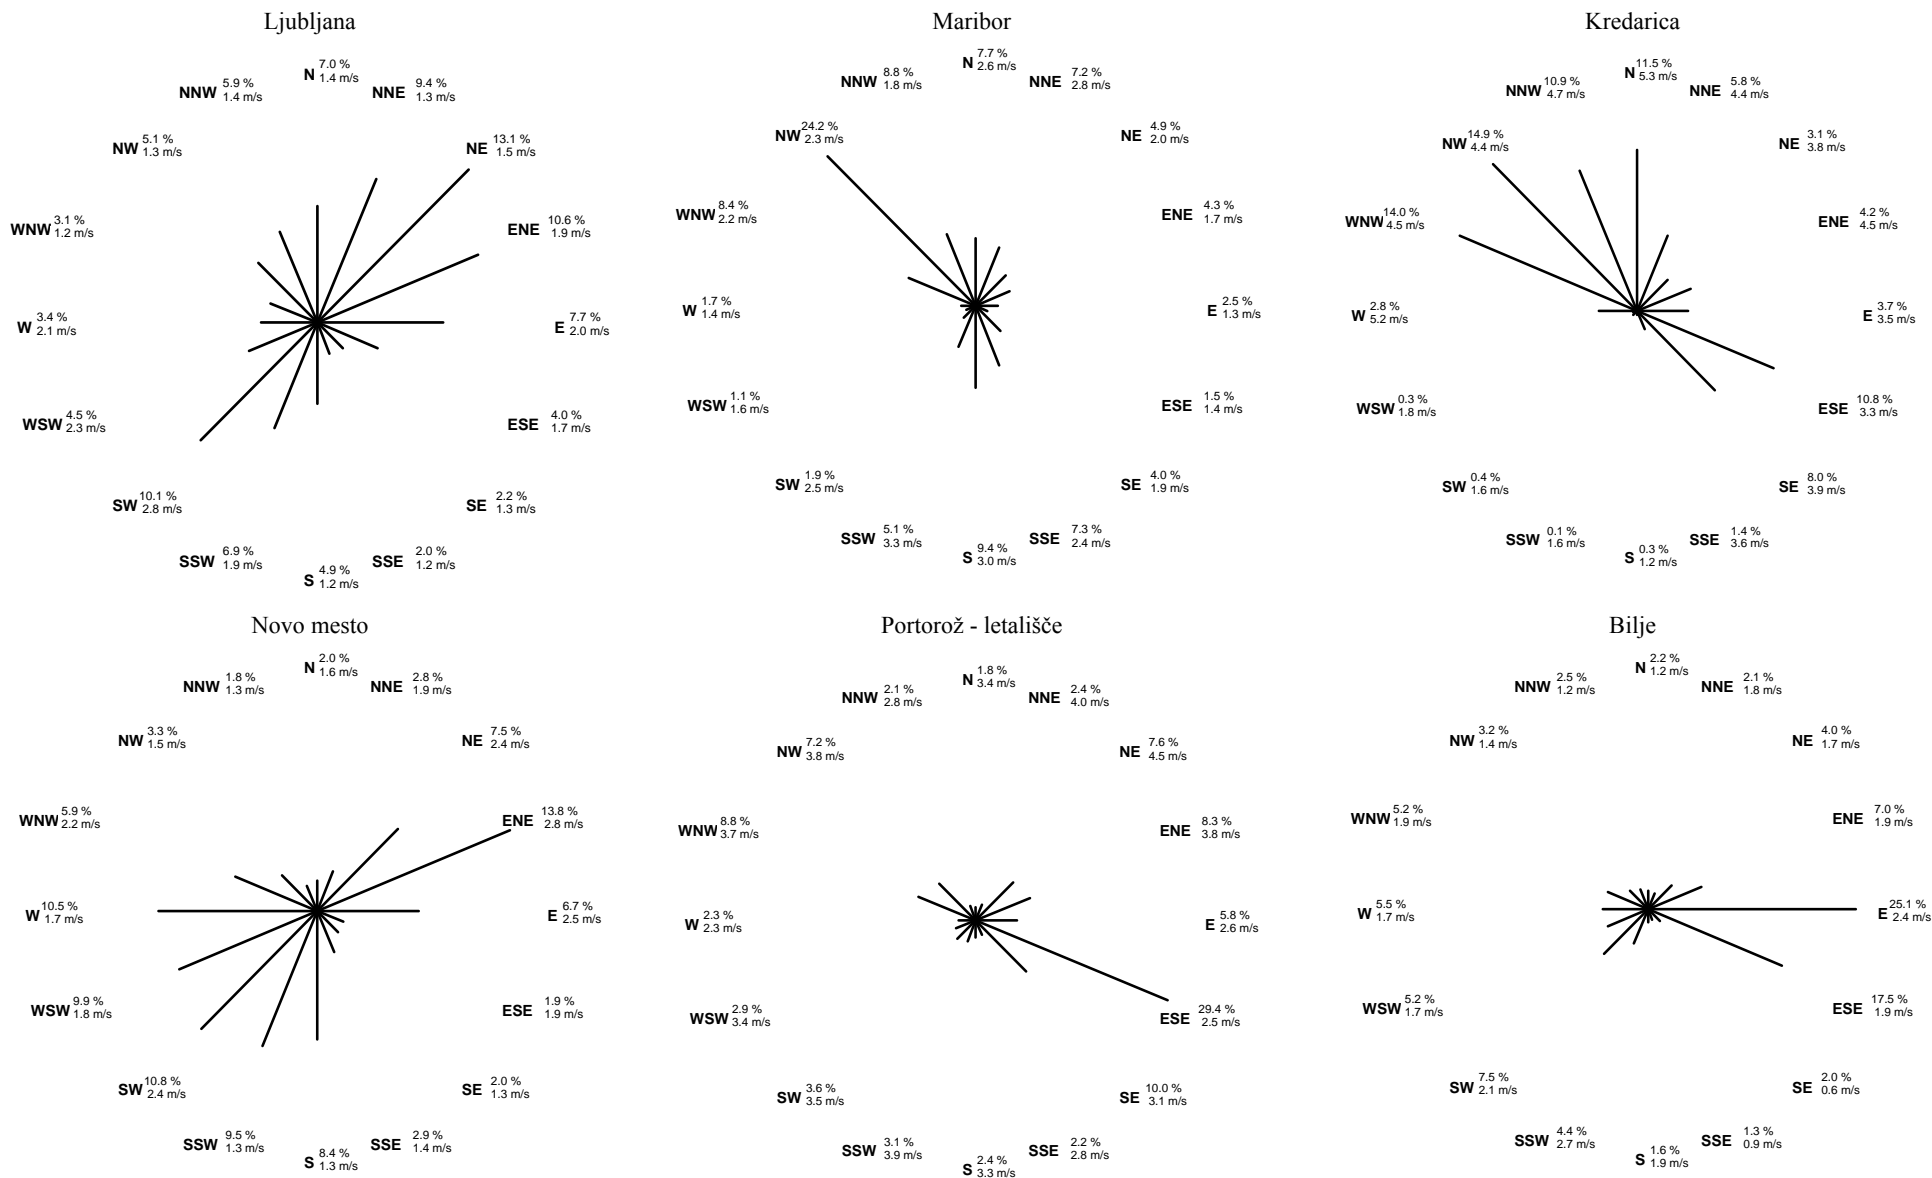 Ljubljana
N 7.0 %
1.4 m/s
NNE 9.4 %
1.3 m/s
NE 13.1 %
1.5 m/s
ENE 10.6 %
1.9 m/s
E 7.7 %
2.0 m/s
ESE 4.0 %
1.7 m/s
SE 2.2 %
1.3 m/s
SSE 2.0 %
1.2 m/s
S 4.9 %
1.2 m/s
SSW 6.9 %
1.9 m/s
SW 10.1 %
2.8 m/s
WSW 4.5 %
2.3 m/s
W 3.4 %
2.1 m/s
WNW 3.1 %
1.2 m/s
NW 5.1 %
1.3 m/s
NNW 5.9 %
1.4 m/s
Maribor
N 7.7 %
2.6 m/s
NNE 7.2 %
2.8 m/s
NE 4.9 %
2.0 m/s
ENE 4.3 %
1.7 m/s
E 2.5 %
1.3 m/s
ESE 1.5 %
1.4 m/s
SE 4.0 %
1.9 m/s
SSE 7.3 %
2.4 m/s
S 9.4 %
3.0 m/s
SSW 5.1 %
3.3 m/s
SW 1.9 %
2.5 m/s
WSW 1.1 %
1.6 m/s
W 1.7 %
1.4 m/s
WNW 8.4 %
2.2 m/s
NW 24.2 %
2.3 m/s
NNW 8.8 %
1.8 m/s
Kredarica
N 11.5 %
5.3 m/s
NNE 5.8 %
4.4 m/s
NE 3.1 %
3.8 m/s
ENE 4.2 %
4.5 m/s
E 3.7 %
3.5 m/s
ESE 10.8 %
3.3 m/s
SE 8.0 %
3.9 m/s
SSE 1.4 %
3.6 m/s
S 0.3 %
1.2 m/s
SSW 0.1 %
1.6 m/s
SW 0.4 %
1.6 m/s
WSW 0.3 %
1.8 m/s
W 2.8 %
5.2 m/s
WNW 14.0 %
4.5 m/s
NW 14.9 %
4.4 m/s
NNW 10.9 %
4.7 m/s
Novo mesto
N 2.0 %
1.6 m/s
NNE 2.8 %
1.9 m/s
NE 7.5 %
2.4 m/s
ENE 13.8 %
2.8 m/s
E 6.7 %
2.5 m/s
ESE 1.9 %
1.9 m/s
SE 2.0 %
1.3 m/s
SSE 2.9 %
1.4 m/s
S 8.4 %
1.3 m/s
SSW 9.5 %
1.3 m/s
SW 10.8 %
2.4 m/s
WSW 9.9 %
1.8 m/s
W 10.5 %
1.7 m/s
WNW 5.9 %
2.2 m/s
NW 3.3 %
1.5 m/s
NNW 1.8 %
1.3 m/s
Portorož - letališče
N 1.8 %
3.4 m/s
NNE 2.4 %
4.0 m/s
NE 7.6 %
4.5 m/s
ENE 8.3 %
3.8 m/s
E 5.8 %
2.6 m/s
ESE 29.4 %
2.5 m/s
SE 10.0 %
3.1 m/s
SSE 2.2 %
2.8 m/s
S 2.4 %
3.3 m/s
SSW 3.1 %
3.9 m/s
SW 3.6 %
3.5 m/s
WSW 2.9 %
3.4 m/s
W 2.3 %
2.3 m/s
WNW 8.8 %
3.7 m/s
NW 7.2 %
3.8 m/s
NNW 2.1 %
2.8 m/s
Bilje
N 2.2 %
1.2 m/s
NNE 2.1 %
1.8 m/s
NE 4.0 %
1.7 m/s
ENE 7.0 %
1.9 m/s
E 25.1 %
2.4 m/s
ESE 17.5 %
1.9 m/s
SE 2.0 %
0.6 m/s
SSE 1.3 %
0.9 m/s
S 1.6 %
1.9 m/s
SSW 4.4 %
2.7 m/s
SW 7.5 %
2.1 m/s
WSW 5.2 %
1.7 m/s
W 5.5 %
1.7 m/s
WNW 5.2 %
1.9 m/s
NW 3.2 %
1.4 m/s
NNW 2.5 %
1.2 m/s